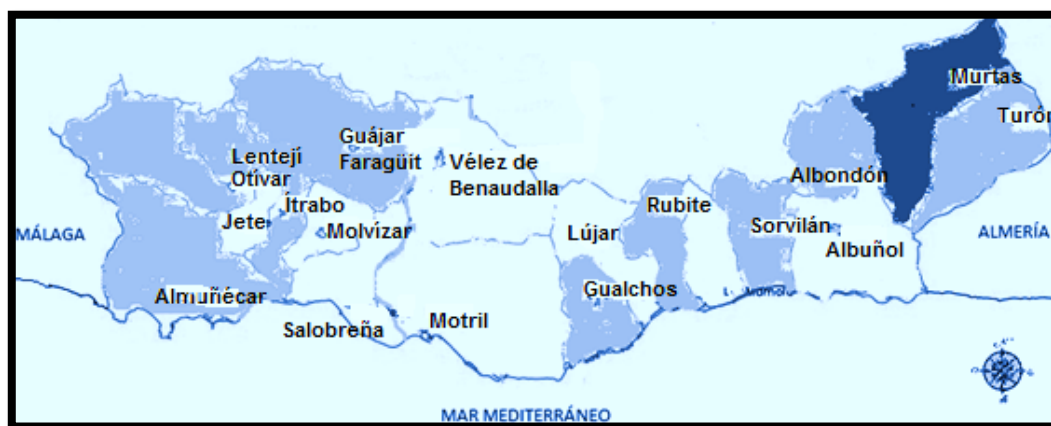 Murtas
Turón
Guájar
Faragüit
Lentejí
Otívar
Vélez de
Benaudalla
Albondón
Ítrabo
Jete
Molvízar
Rubite
Lújar
Sorvilán
Albuñol
MÁLAGA
ALMERÍA
Almuñécar
Gualchos
Salobreña
Motril
MAR MEDITERRÁNEO